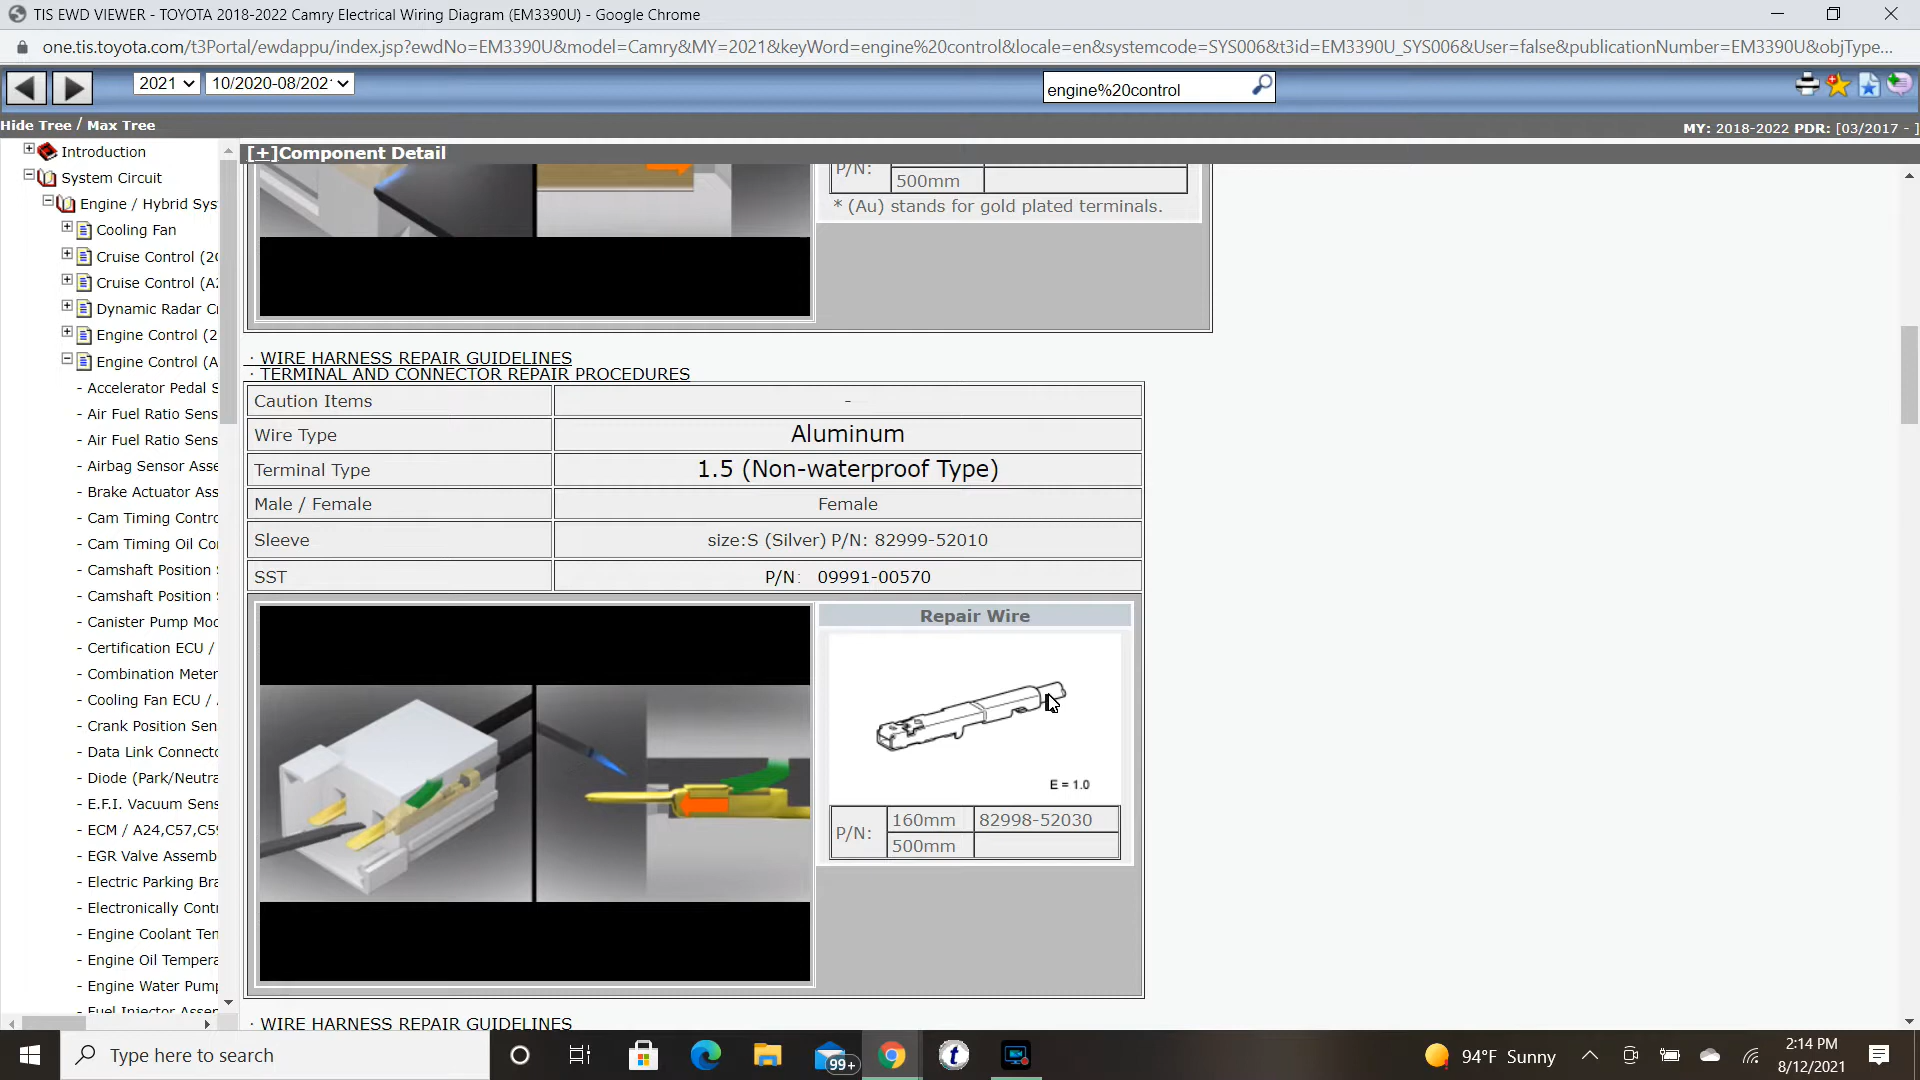 TIS EWD VIEWER - TOYOTA 2018-2022 Camry Electrical Wiring Diagram (EM3390U) - Google Chrome
one.tis.toyota.com/t3Portal/ewdappu/index.jsp?ewdNo=EM3390U&model=Camry&MY=2021&keyWord=engine%20control&locale=en&systemcode=SYS006&t3id=EM3390U_SYS006&User=false&publicationNumber=EM3390U&objType...
2021 10/2020-08/202 engine%20control
Hide Tree / Max Tree MY: 2018-2022 PDR: [03/2017 - ]
Introduction
System Circuit
Engine / Hybrid Sys
Cooling Fan
Cruise Control (2
Cruise Control (A
Dynamic Radar C
Engine Control (2
Engine Control (A
- Accelerator Pedal S
- Air Fuel Ratio Sens
- Air Fuel Ratio Sens
- Airbag Sensor Asse
- Brake Actuator Ass
- Cam Timing Contro
- Cam Timing Oil Co
- Camshaft Position
- Camshaft Position
- Canister Pump Mod
- Certification ECU /
- Combination Meter
- Cooling Fan ECU /
- Crank Position Sen
- Data Link Connecto
- Diode (Park/Neutra
- E.F.I. Vacuum Sens
- ECM / A24,C57,C59
- EGR Valve Assemb
- Electric Parking Bra
- Electronically Contr
- Engine Coolant Ten
- Engine Oil Tempera
- Engine Water Pump
- Fuel Injector Assem
[+]Component Detail
P/N:
500mm
* (Au) stands for gold plated terminals.
· WIRE HARNESS REPAIR GUIDELINES
· TERMINAL AND CONNECTOR REPAIR PROCEDURES
Caution Items -
Wire Type Aluminum
Terminal Type 1.5 (Non-waterproof Type)
Male / Female Female
Sleeve size:S (Silver) P/N: 82999-52010
SST P/N: 09991-00570
Repair Wire
E = 1.0
P/N: 160mm 82998-52030
500mm
· WIRE HARNESS REPAIR GUIDELINES
Type here to search
99+
t
94°F Sunny
2:14 PM
8/12/2021